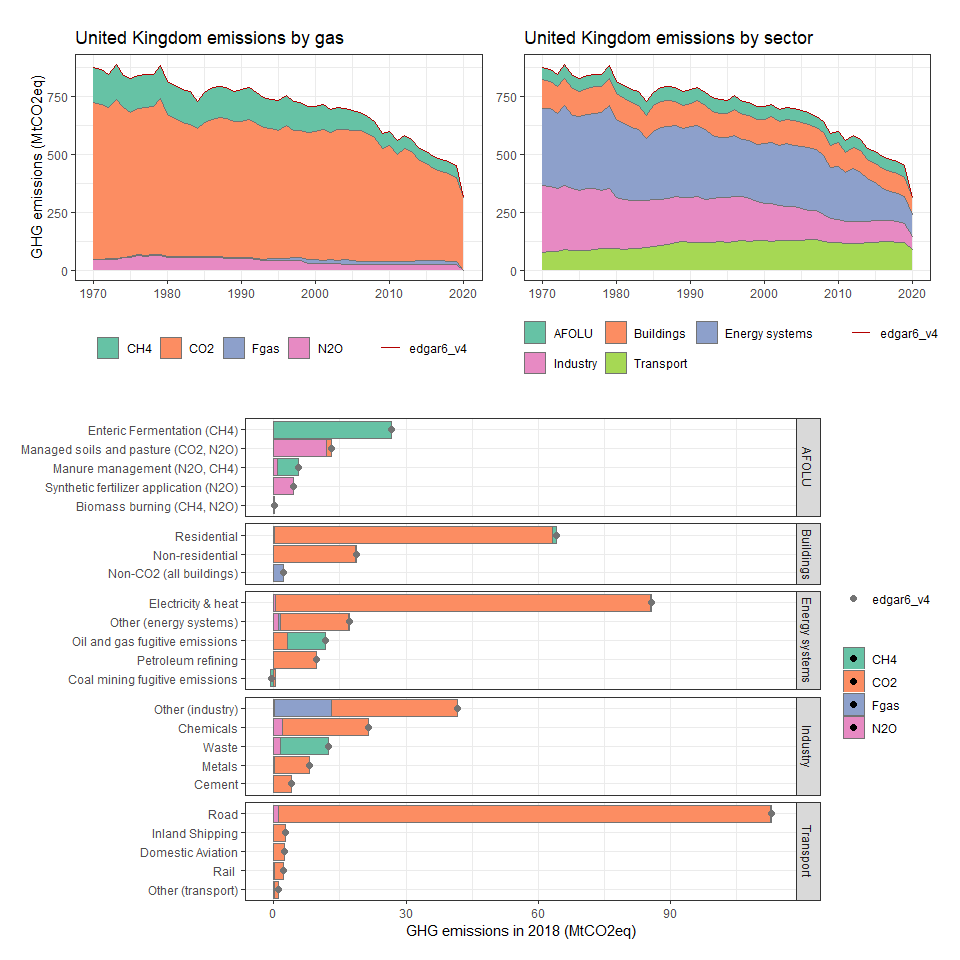 United Kingdom emissions by gas
GHG emissions (MtCO2eq)
750
500
250
0
1970
1980
1990
2000
2010
2020
CH4
CO2
Fgas
N2O
edgar6_v4
United Kingdom emissions by sector
750
500
250
0
1970
1980
1990
2000
2010
2020
AFOLU
Buildings
Energy systems
edgar6_v4
Industry
Transport
Enteric Fermentation (CH4)
Managed soils and pasture (CO2, N2O)
Manure management (N2O, CH4)
Synthetic fertilizer application (N2O)
Biomass burning (CH4, N2O)
AFOLU
Residential
Non-residential
Non-CO2 (all buildings)
Buildings
Electricity & heat
Other (energy systems)
Oil and gas fugitive emissions
Petroleum refining
Coal mining fugitive emissions
Energy systems
Other (industry)
Chemicals
Waste
Metals
Cement
Industry
Road
Inland Shipping
Domestic Aviation
Rail
Other (transport)
Transport
0
30
60
90
GHG emissions in 2018 (MtCO2eq)
edgar6_v4
CH4
CO2
Fgas
N2O